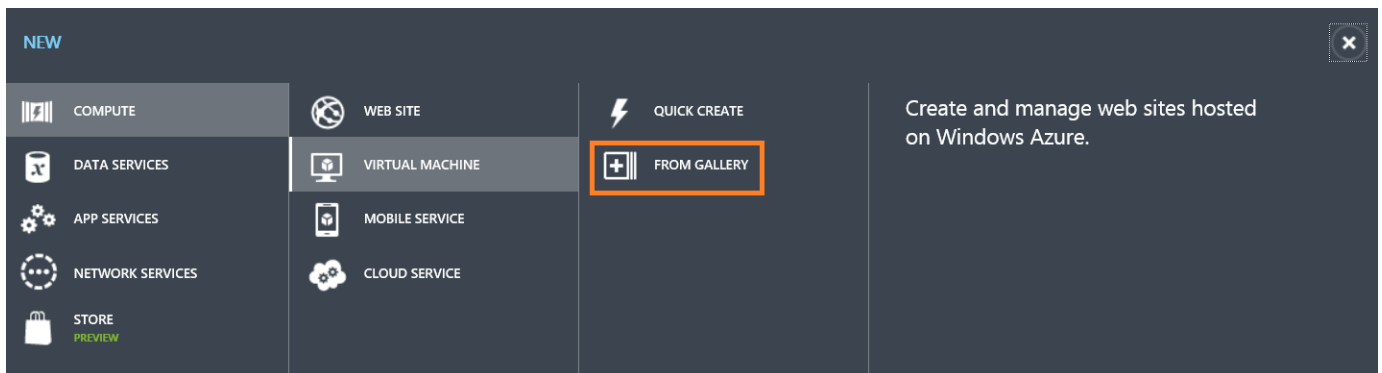 NEW
COMPUTE
DATA SERVICES
APP SERVICES
NETWORK SERVICES
STORE
PREVIEW
WEB SITE
VIRTUAL MACHINE
MOBILE SERVICE
CLOUD SERVICE
QUICK CREATE
FROM GALLERY
Create and manage web sites hosted
on Windows Azure.